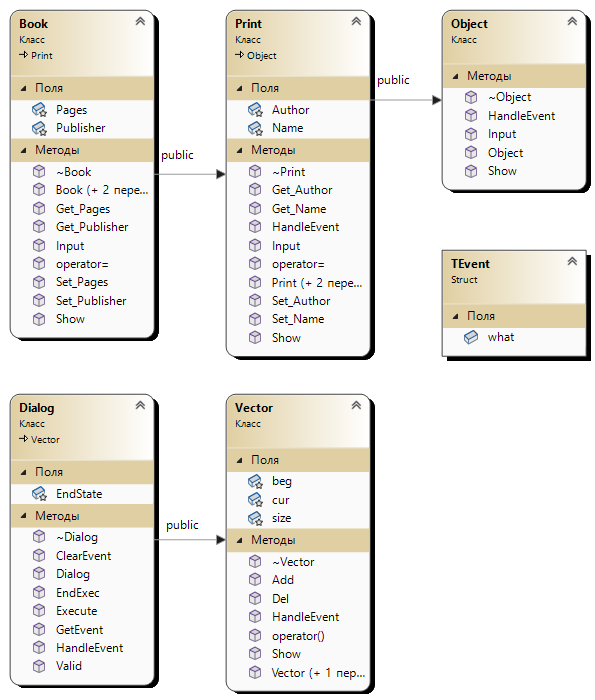 Book
Класс
Print
Поля
Pages
Publisher
Методы
~Book
Book (+ 2 пере...
Get_Pages
Get_Publisher
Input
operator=
Set_Pages
Set_Publisher
Show
public
Print
Класс
Object
Поля
Author
Name
Методы
~Print
Get_Author
Get_Name
HandleEvent
Input
operator=
Print (+ 2 пере...
Set_Author
Set_Name
Show
public
Object
Класс
Методы
~Object
HandleEvent
Input
Object
Show
TEvent
Struct
Поля
what
Dialog
Класс
Vector
Поля
EndState
Методы
~Dialog
ClearEvent
Dialog
EndExec
Execute
GetEvent
HandleEvent
Valid
public
Vector
Класс
Поля
beg
cur
size
Методы
~Vector
Add
Del
HandleEvent
operator()
Show
Vector (+ 1 пер...